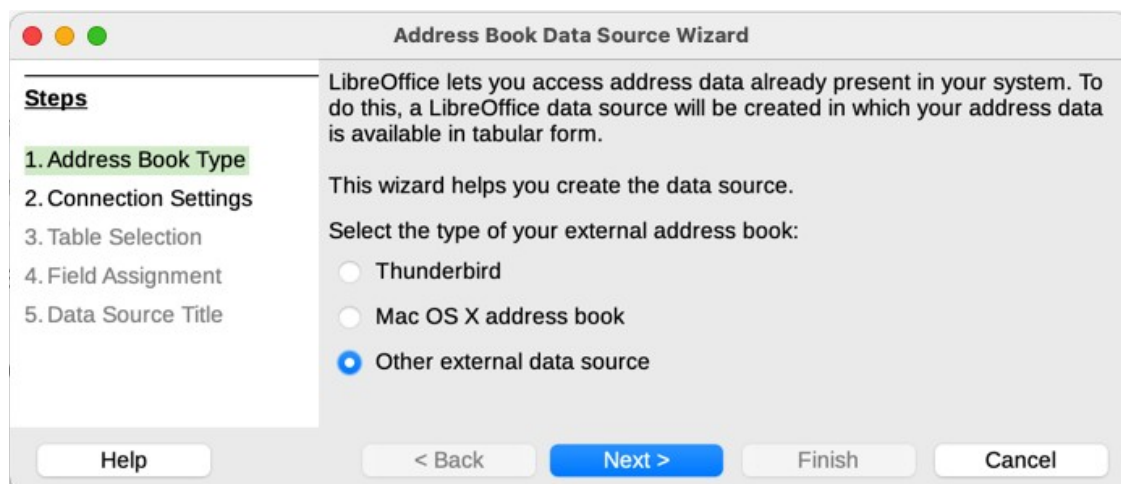 Address Book Data Source Wizard
Steps
1. Address Book Type
2. Connection Settings
3. Table Selection
4. Field Assignment
5. Data Source Title
LibreOffice lets you access address data already present in your system. To
do this, a LibreOffice data source will be created in which your address data
is available in tabular form.
This wizard helps you create the data source.
Select the type of your external address book:
Thunderbird
Mac OS X address book
Other external data source
Help
< Back
Next >
Finish
Cancel